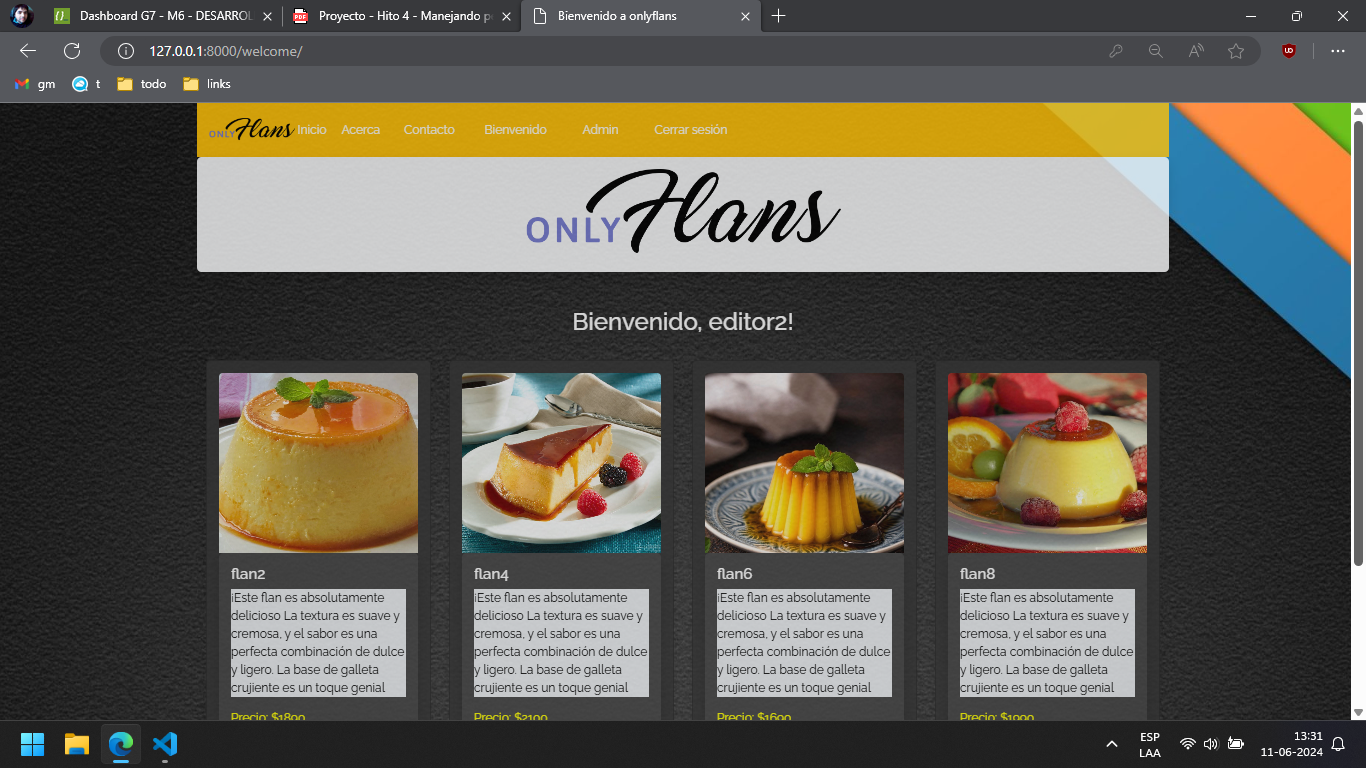 Dashboard G7 - M6 - DESARROL
Proyecto - Hito 4 - Manejando p
Bienvenido a onlyflans
127.0.0.1:8000/welcome/
gm
t
todo
links
ONLY Flans
Inicio
Acerca
Contacto
Bienvenido
Admin
Cerrar sesión
ONLY Flans
Bienvenido, editor2!
flan2
¡Este flan es absolutamente
delicioso La textura es suave y
cremosa, y el sabor es una
perfecta combinación de dulce
y ligero. La base de galleta
crujiente es un toque genial
Precio: $1890
flan4
¡Este flan es absolutamente
delicioso La textura es suave y
cremosa, y el sabor es una
perfecta combinación de dulce
y ligero. La base de galleta
crujiente es un toque genial
Precio: $2100
flan6
¡Este flan es absolutamente
delicioso La textura es suave y
cremosa, y el sabor es una
perfecta combinación de dulce
y ligero. La base de galleta
crujiente es un toque genial
Precio: $1690
flan8
¡Este flan es absolutamente
delicioso La textura es suave y
cremosa, y el sabor es una
perfecta combinación de dulce
y ligero. La base de galleta
crujiente es un toque genial
Precio: $1990
ESP
LAA
13:31
11-06-2024